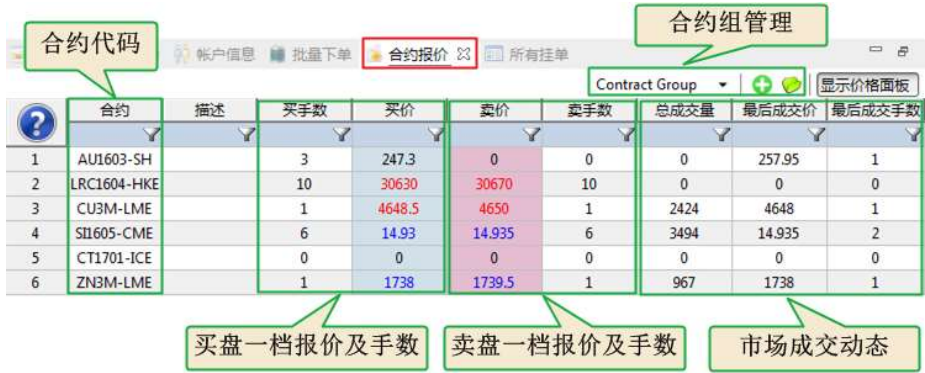 合约代码
合约组管理
帐户信息 批量下单 合约报价 所有挂单
Contract Group 显示价格面板
合约 描述 买手数 买价 卖价 卖手数 总成交量 最后成交价 最后成交手数
1 AU1603-SH 3 247.3 0 0 0 257.95 1
2 LRC1604-HKE 10 30630 30670 10 0 0 0
3 CU3M-LME 1 4648.5 4650 1 2424 4648 1
4 SI1605-CME 6 14.93 14.935 6 3494 14.935 2
5 CT1701-ICE 0 0 0 0 0 0 0
6 ZN3M-LME 1 1738 1739.5 1 967 1738 1
买盘一档报价及手数 卖盘一档报价及手数 市场成交动态